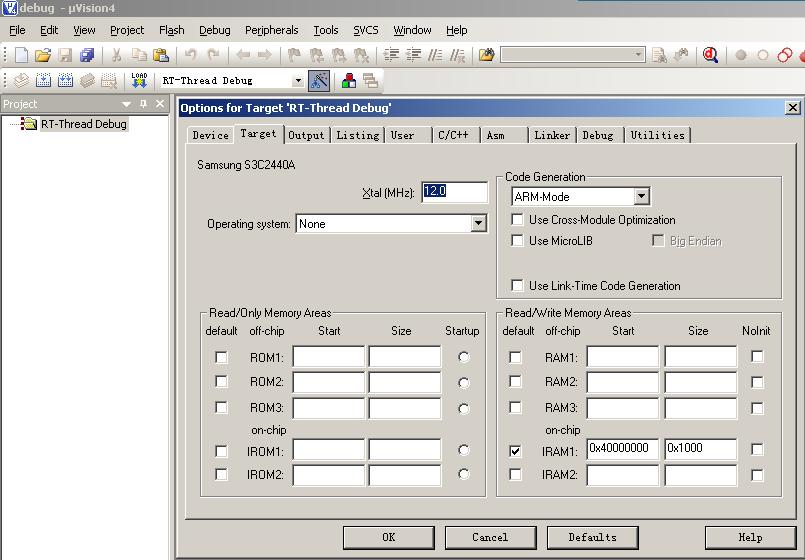 debug - µVision4
File Edit View Project Flash Debug Peripherals Tools SVCS Window Help
LOAD RT-Thread Debug
Project
RT-Thread Debug
Options for Target 'RT-Thread Debug'
Device Target Output Listing User C/C++ Asm Linker Debug Utilities
Samsung S3C2440A
Xtal (MHz): 12.0
Operating system: None
Code Generation
ARM-Mode
Use Cross-Module Optimization
Use MicroLIB Big Endian
Use Link-Time Code Generation
Read/Only Memory Areas
default off-chip Start Size Startup
ROM1:
ROM2:
ROM3:
on-chip
IROM1:
IROM2:
Read/Write Memory Areas
default off-chip Start Size NoInit
RAM1:
RAM2:
RAM3:
on-chip
IRAM1: 0x40000000 0x1000
IRAM2:
OK Cancel Defaults Help